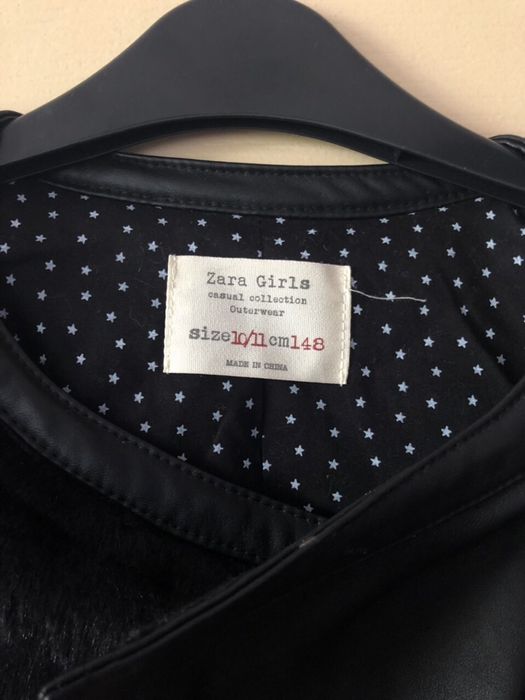 Zara Girls
casual collection
Outerwear
size10/11cm148
MADE IN CHINA